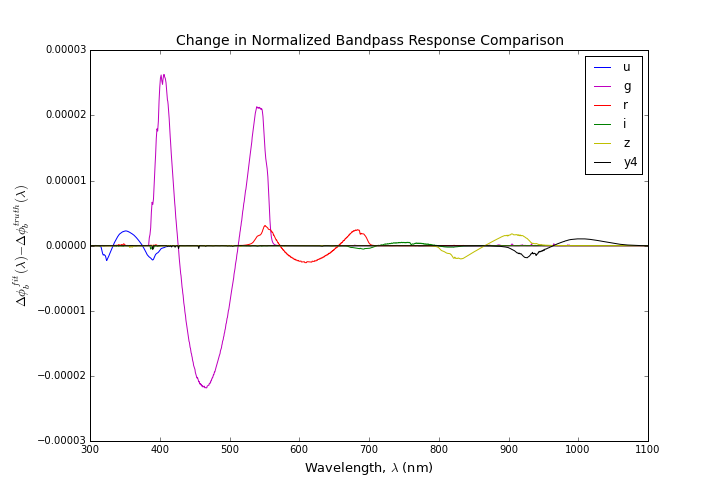 Change in Normalized Bandpass Response Comparison
0.00003
0.00002
0.00001
0.00000
−0.00001
−0.00002
−0.00003
Δϕ_b^{fit}(λ)−Δϕ_b^{truth}(λ)
u
g
r
i
z
y4
300 400 500 600 700 800 900 1000 1100
Wavelength, λ (nm)